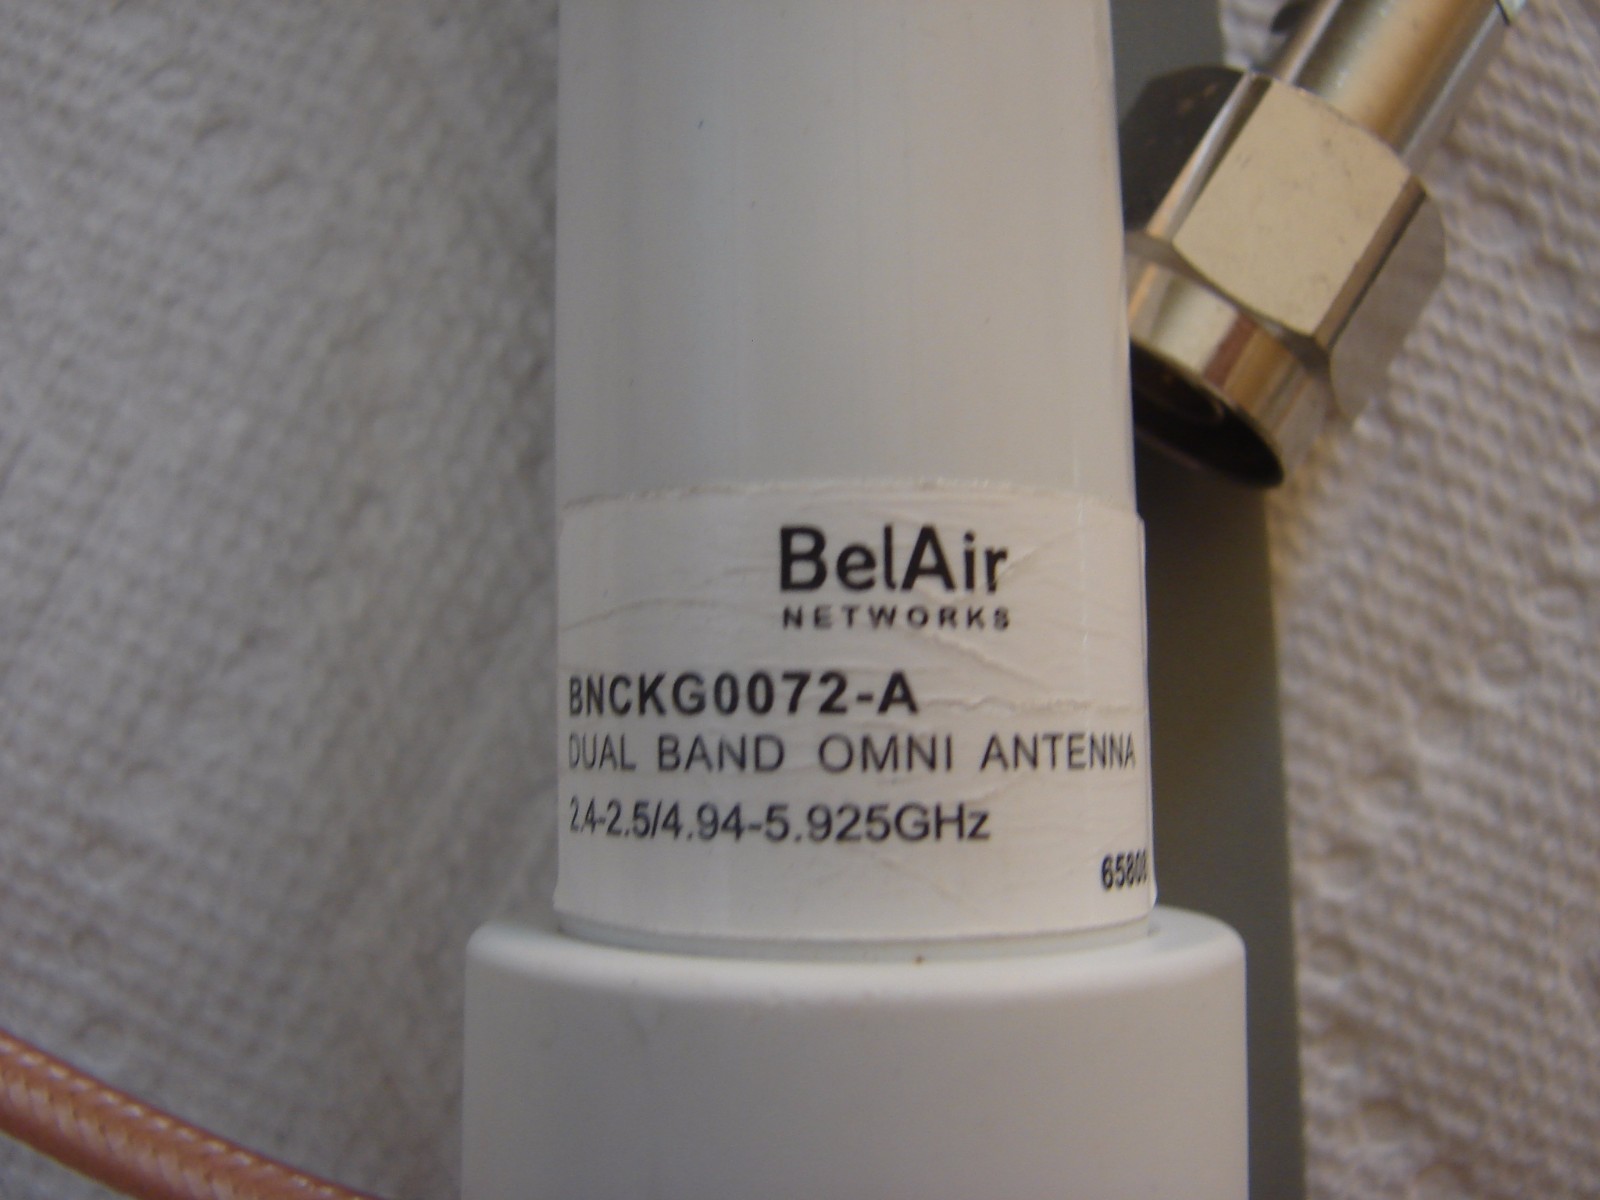 BelAir
NETWORKS
BNCKG0072-A
DUAL BAND OMNI ANTENNA
2.4-2.5/4.94-5.925GHz